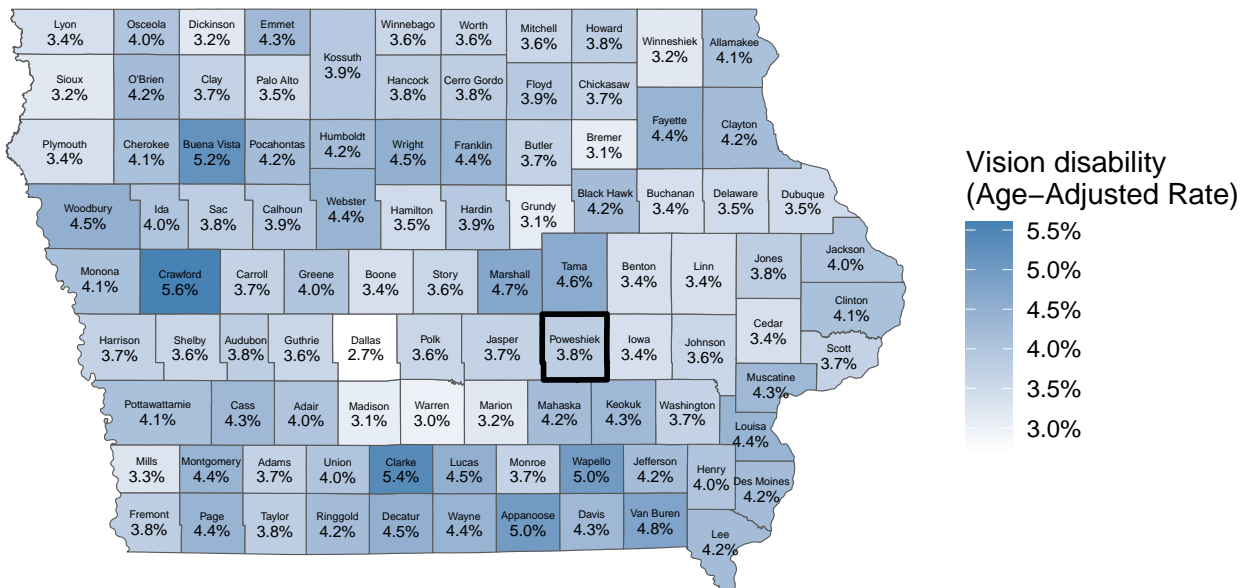 Lyon
3.4%
Osceola
4.0%
Dickinson
3.2%
Emmet
4.3%
Kossuth
3.9%
Winnebago
3.6%
Worth
3.6%
Mitchell
3.6%
Howard
3.8%
Winneshiek
3.2%
Allamakee
4.1%
Sioux
3.2%
O'Brien
4.2%
Clay
3.7%
Palo Alto
3.5%
Hancock
3.8%
Cerro Gordo
3.8%
Floyd
3.9%
Chickasaw
3.7%
Fayette
4.4%
Clayton
4.2%
Plymouth
3.4%
Cherokee
4.1%
Buena Vista
5.2%
Pocahontas
4.2%
Humboldt
4.2%
Wright
4.5%
Franklin
4.4%
Butler
3.7%
Bremer
3.1%
Woodbury
4.5%
Ida
4.0%
Sac
3.8%
Calhoun
3.9%
Webster
4.4%
Hamilton
3.5%
Hardin
3.9%
Grundy
3.1%
Black Hawk
4.2%
Buchanan
3.4%
Delaware
3.5%
Dubuque
3.5%
Monona
4.1%
Crawford
5.6%
Carroll
3.7%
Greene
4.0%
Boone
3.4%
Story
3.6%
Marshall
4.7%
Tama
4.6%
Benton
3.4%
Linn
3.4%
Jones
3.8%
Jackson
4.0%
Clinton
4.1%
Harrison
3.7%
Shelby
3.6%
Audubon
3.8%
Guthrie
3.6%
Dallas
2.7%
Polk
3.6%
Jasper
3.7%
Poweshiek
3.8%
Iowa
3.4%
Johnson
3.6%
Cedar
3.4%
Scott
3.7%
Muscatine
4.3%
Pottawattamie
4.1%
Cass
4.3%
Adair
4.0%
Madison
3.1%
Warren
3.0%
Marion
3.2%
Mahaska
4.2%
Keokuk
4.3%
Washington
3.7%
Louisa
4.4%
Mills
3.3%
Montgomery
4.4%
Adams
3.7%
Union
4.0%
Clarke
5.4%
Lucas
4.5%
Monroe
3.7%
Wapello
5.0%
Jefferson
4.2%
Henry
4.0%
Des Moines
4.2%
Fremont
3.8%
Page
4.4%
Taylor
3.8%
Ringgold
4.2%
Decatur
4.5%
Wayne
4.4%
Appanoose
5.0%
Davis
4.3%
Van Buren
4.8%
Lee
4.2%
Vision disability
(Age−Adjusted Rate)
5.5%
5.0%
4.5%
4.0%
3.5%
3.0%